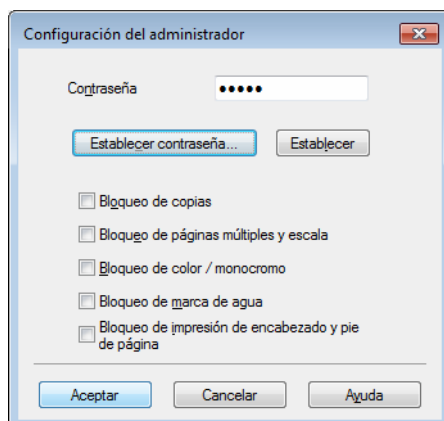 Configuración del administrador
Contraseña •••••
Establecer contraseña... Establecer
Bloqueo de copias
Bloqueo de páginas múltiples y escala
Bloqueo de color / monocromo
Bloqueo de marca de agua
Bloqueo de impresión de encabezado y pie
de página
Aceptar Cancelar Ayuda